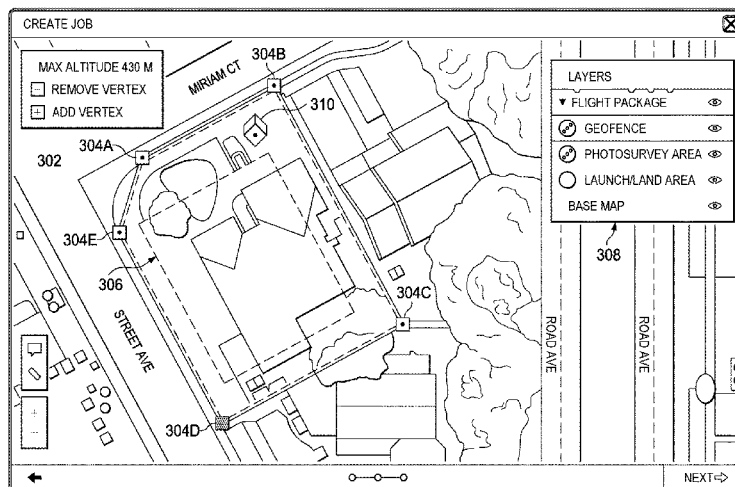 CREATE JOB
MAX ALTITUDE 430 M
REMOVE VERTEX
ADD VERTEX
MIRIAM CT
304B
310
304A
302
304E
306
STREET AVE
304C
304D
LAYERS
FLIGHT PACKAGE
GEOFENCE
PHOTOSURVEY AREA
LAUNCH/LAND AREA
BASE MAP
308
ROAD AVE
ROAD AVE
NEXT